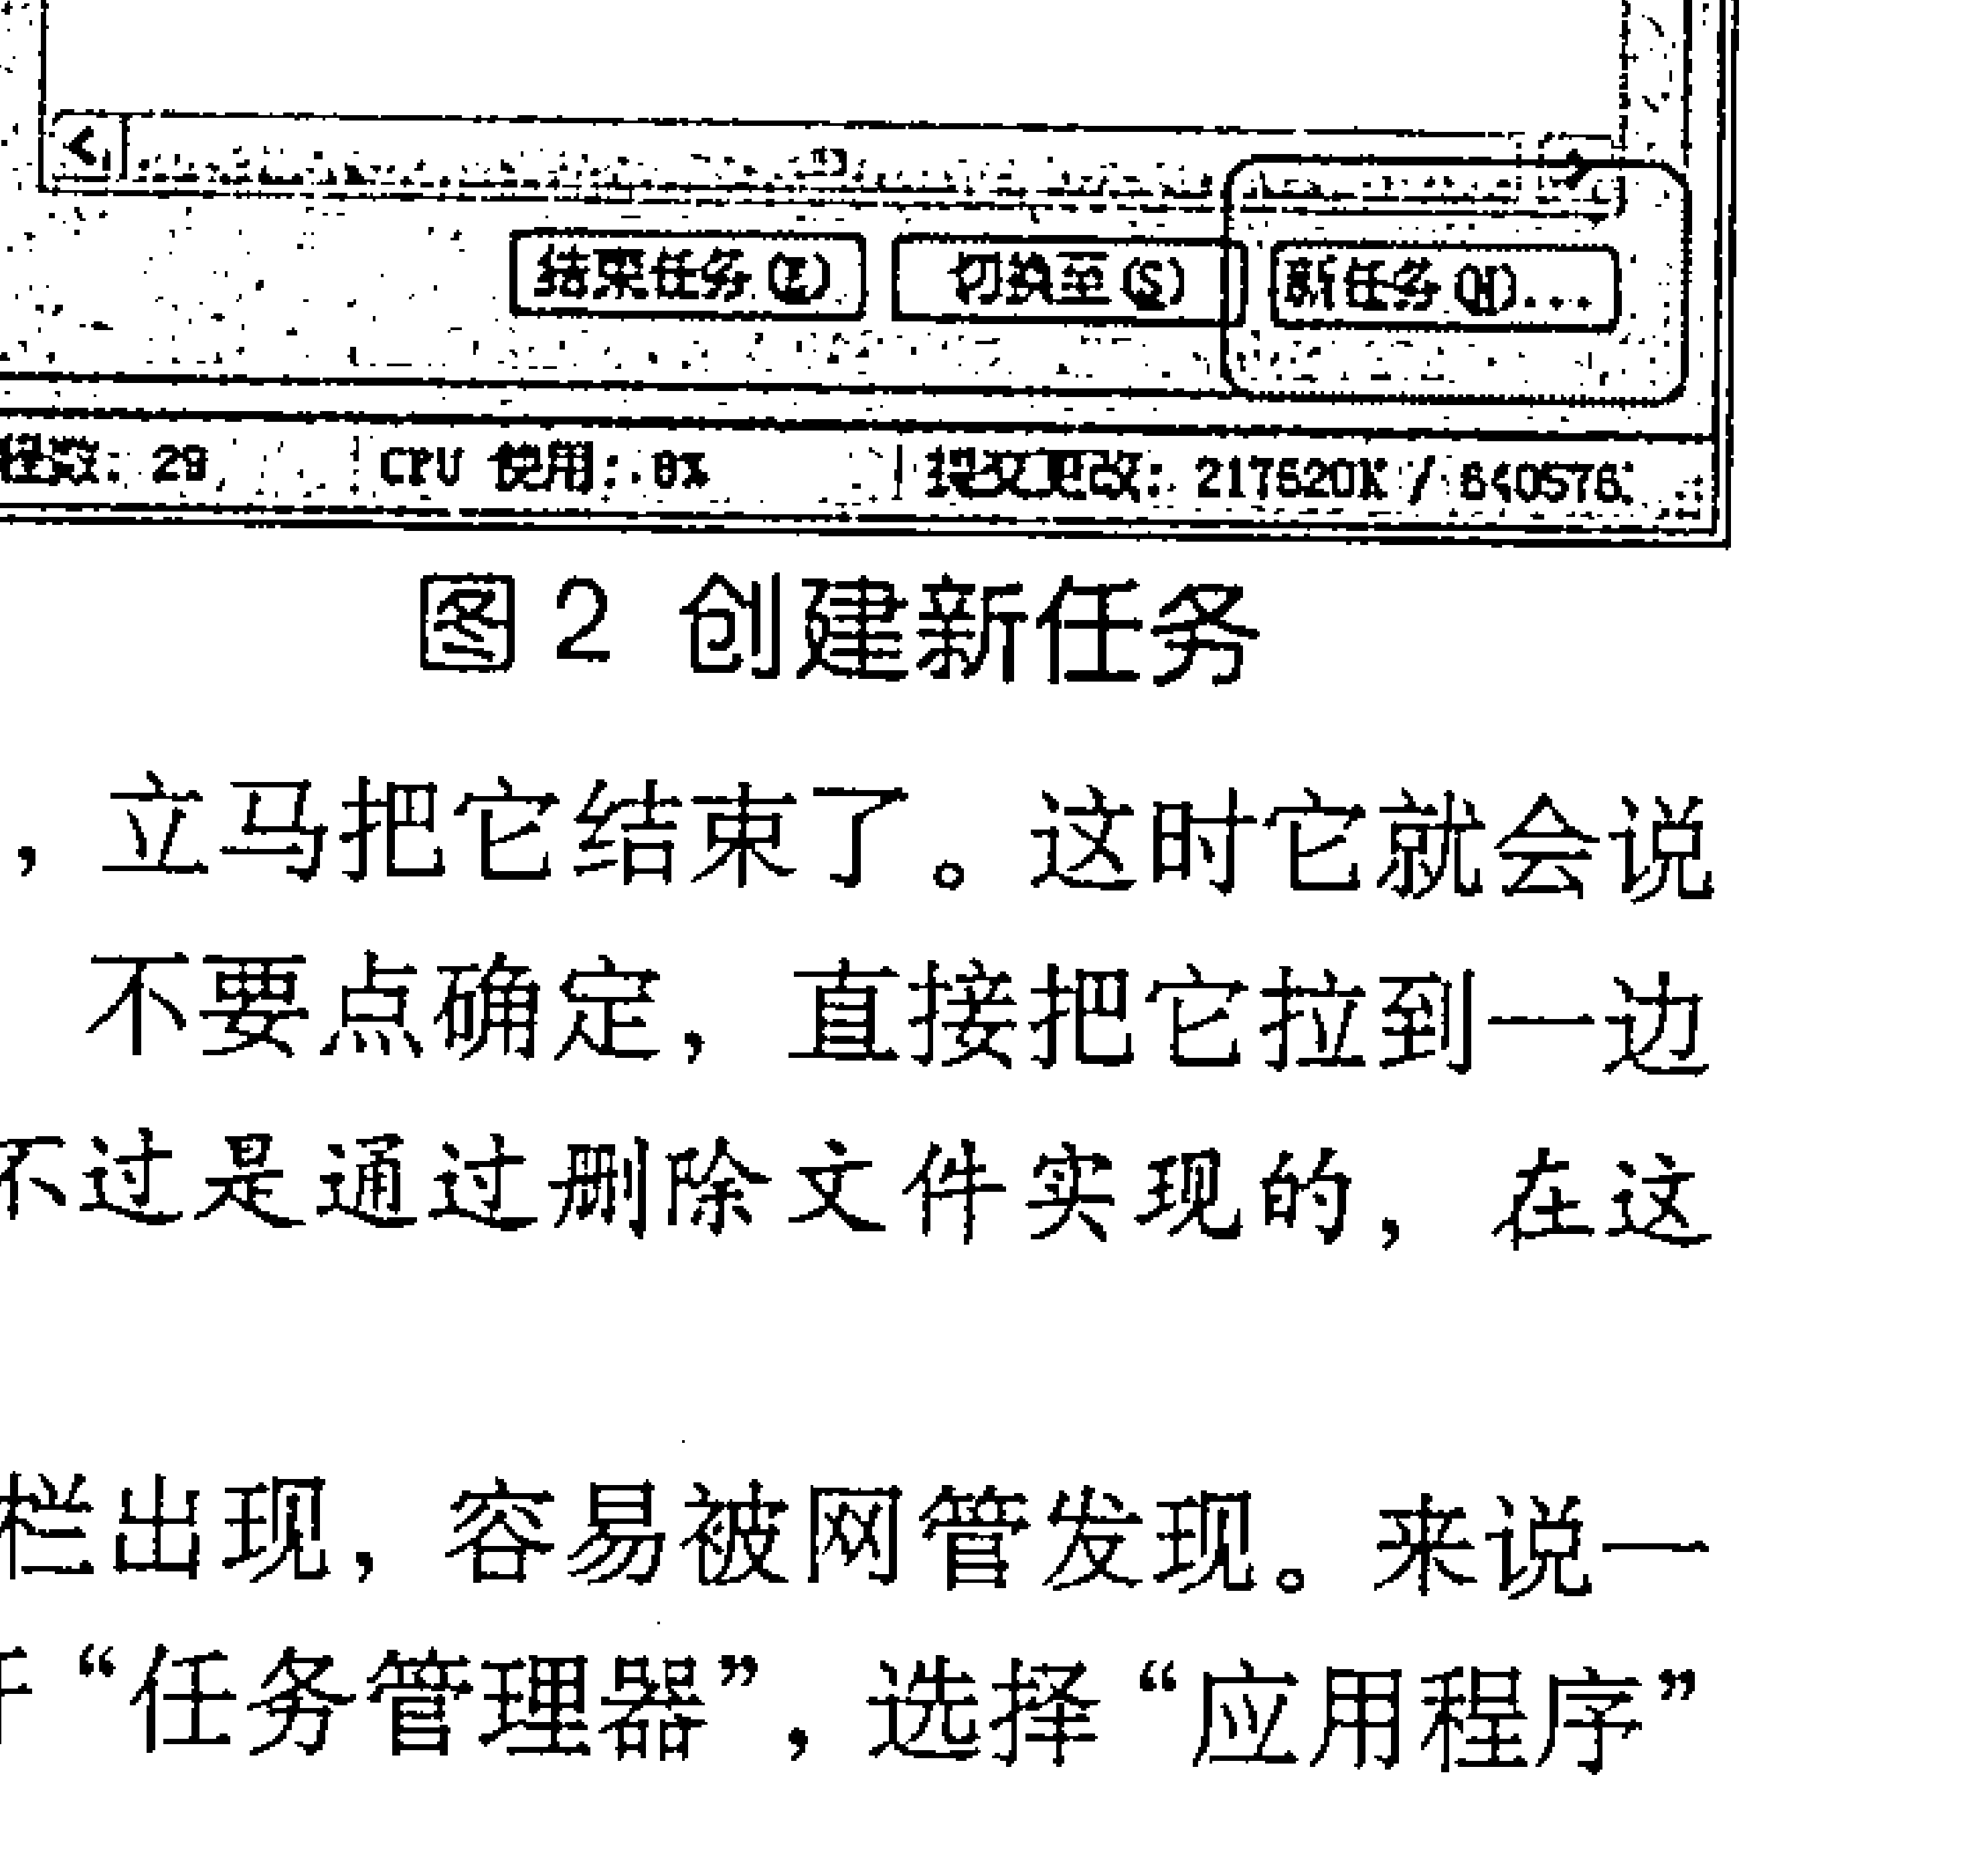 结束任务(E) 切换至(S) 新任务(N)...
程数: 29 CPU 使用: 0% 提交更改: 217620K / 640576
图 2 创建新任务
，立马把它结束了。这时它就会说
不要点确定，直接把它拉到一边
不过是通过删除文件实现的，在这
栏出现，容易被网管发现。来说一
“任务管理器”，选择“应用程序”